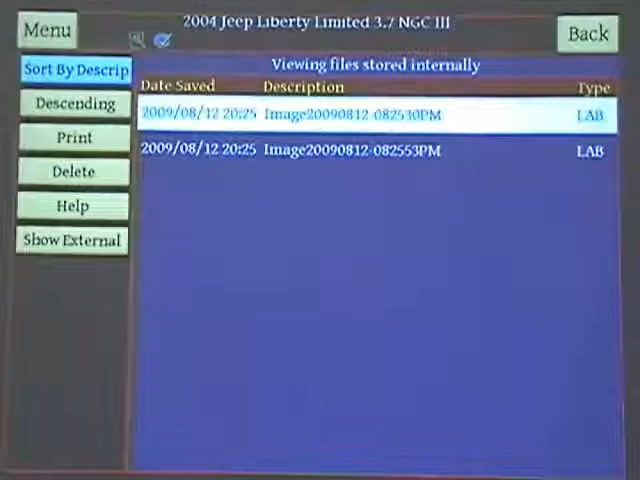 Menu
2004 Jeep Liberty Limited 3.7 NGC III
Back
Sort By Descrip
Viewing files stored internally
Date Saved Description Type
Descending
2009/08/12 20:25 Image20090812-082530PM LAB
Print
2009/08/12 20:25 Image20090812-082553PM LAB
Delete
Help
Show External